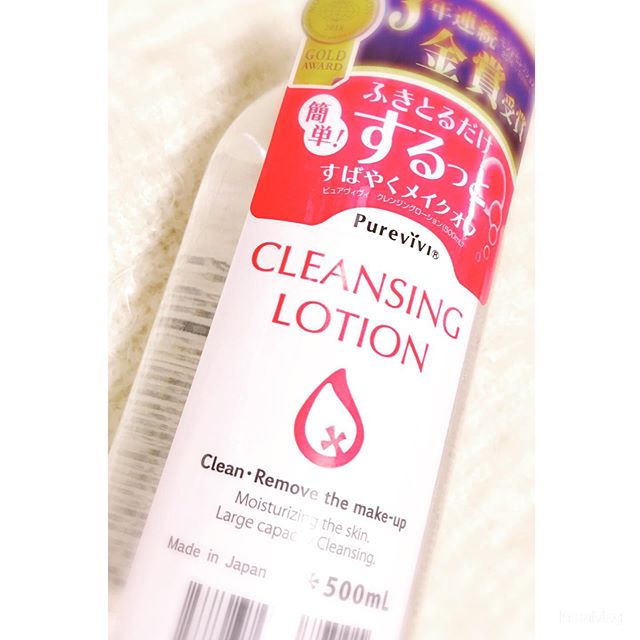 2018
GOLD
AWARD
3年連続
金賞受賞
ふきとるだけ
簡単!
するっと
すばやくメイクオフ
ピュアヴィヴィ クレンジングローション(500mL)
Purevivi®
CLEANSING
LOTION
Clean・Remove the make-up
Moisturizing the skin.
Large capacity Cleansing.
Made in Japan
500mL